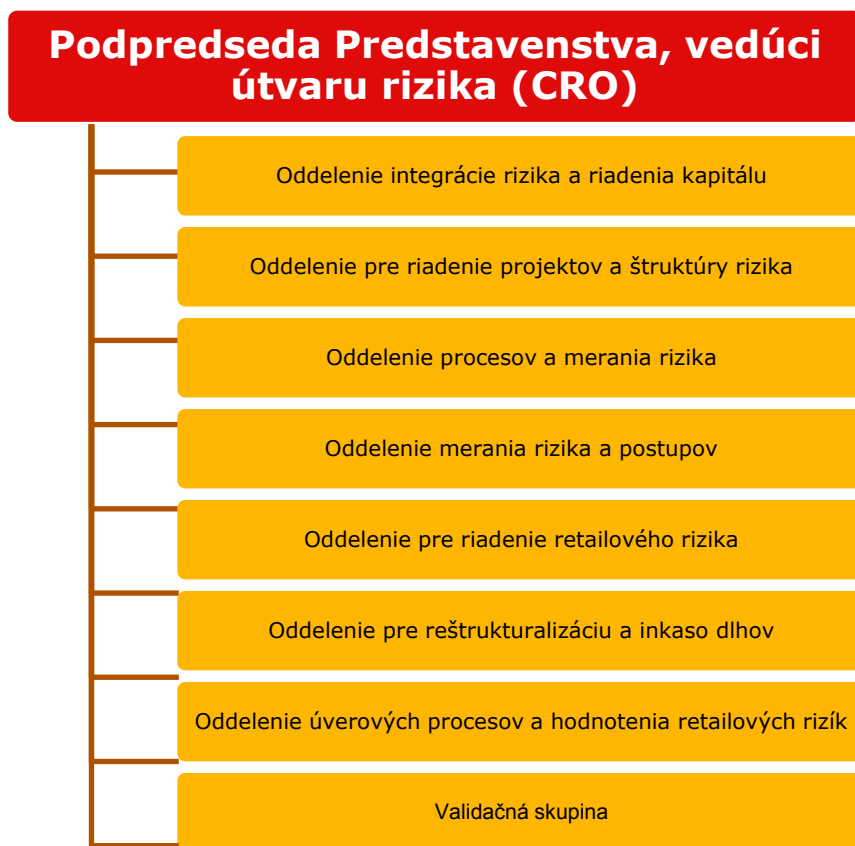 Podpredseda Predstavenstva, vedúci
útvaru rizika (CRO)
Oddelenie integrácie rizika a riadenia kapitálu
Oddelenie pre riadenie projektov a štruktúry rizika
Oddelenie procesov a merania rizika
Oddelenie merania rizika a postupov
Oddelenie pre riadenie retailového rizika
Oddelenie pre reštrukturalizáciu a inkaso dlhov
Oddelenie úverových procesov a hodnotenia retailových rizík
Validačná skupina